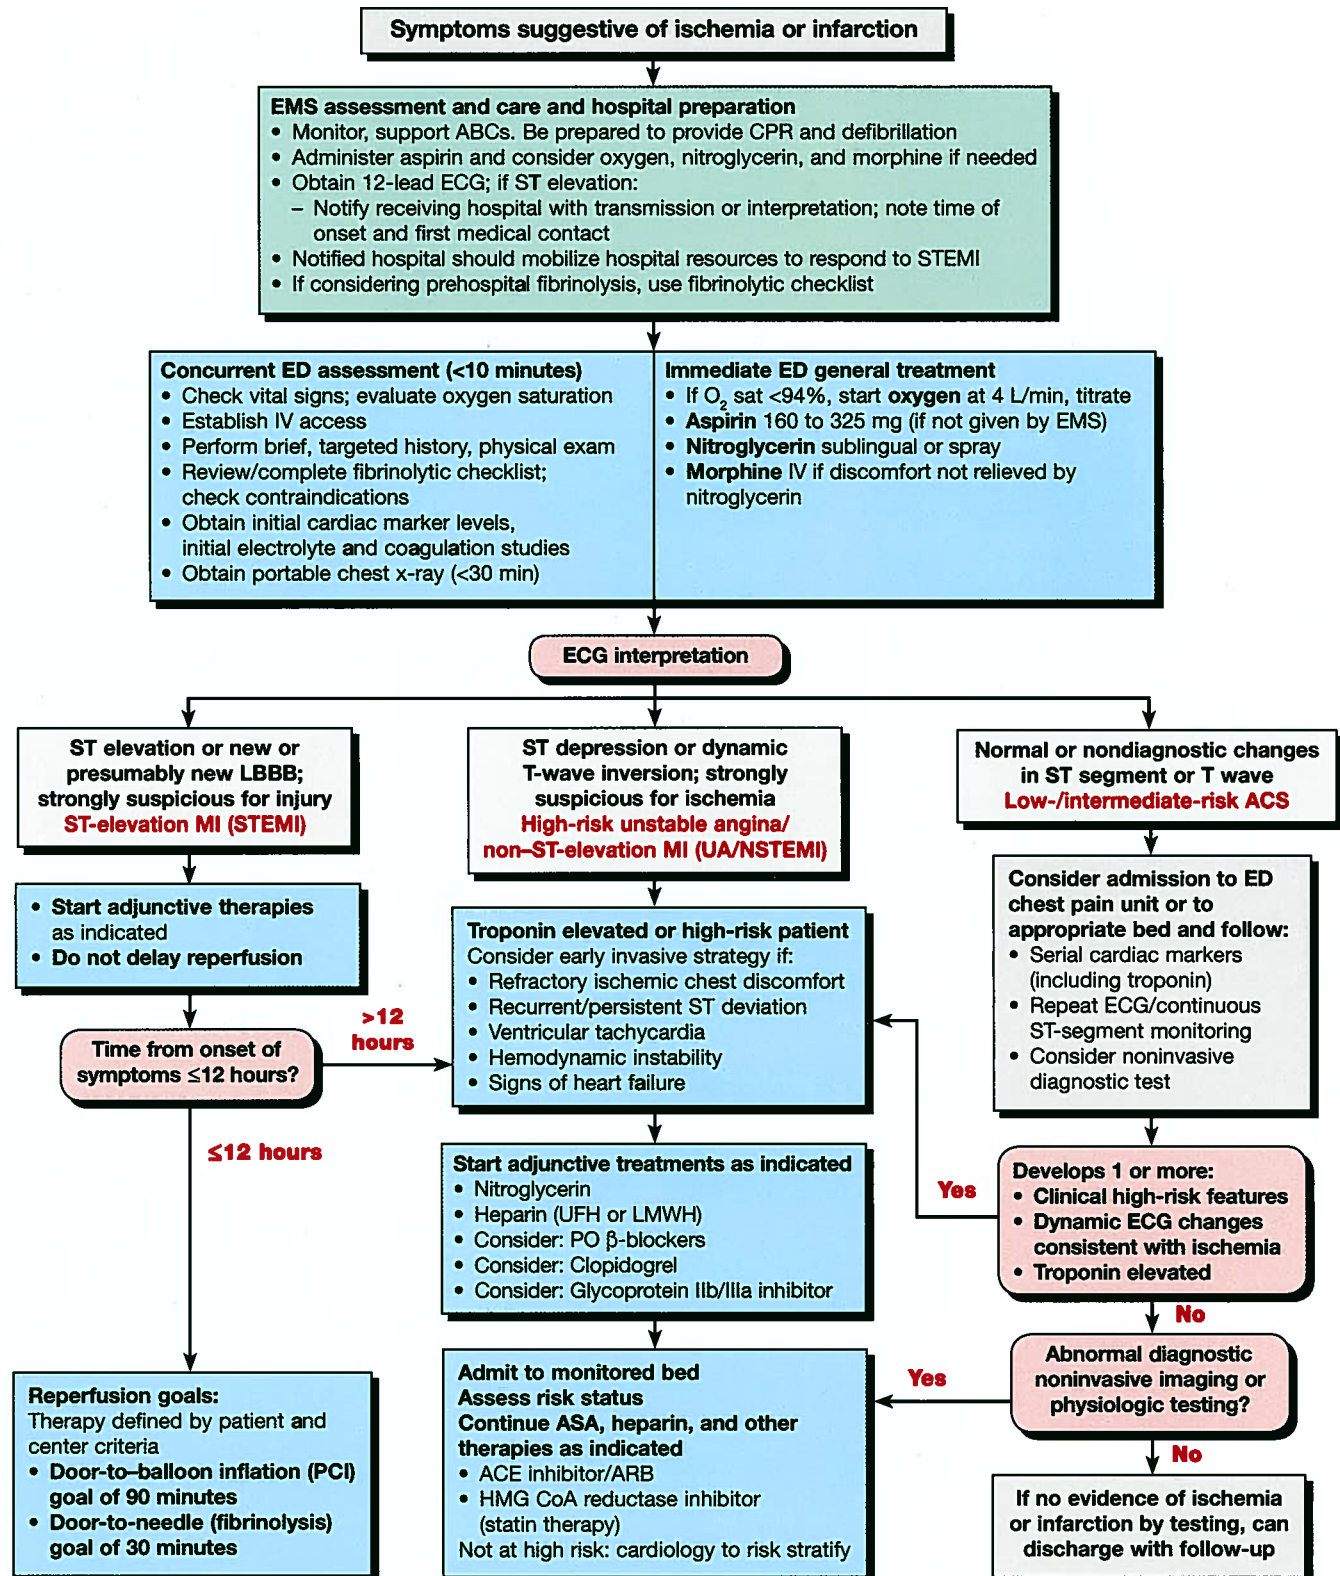 Symptoms suggestive of ischemia or infarction
EMS assessment and care and hospital preparation
• Monitor, support ABCs. Be prepared to provide CPR and defibrillation
• Administer aspirin and consider oxygen, nitroglycerin, and morphine if needed
• Obtain 12-lead ECG; if ST elevation:
– Notify receiving hospital with transmission or interpretation; note time of
onset and first medical contact
• Notified hospital should mobilize hospital resources to respond to STEMI
• If considering prehospital fibrinolysis, use fibrinolytic checklist
Concurrent ED assessment (<10 minutes)
• Check vital signs; evaluate oxygen saturation
• Establish IV access
• Perform brief, targeted history, physical exam
• Review/complete fibrinolytic checklist;
check contraindications
• Obtain initial cardiac marker levels,
initial electrolyte and coagulation studies
• Obtain portable chest x-ray (<30 min)
Immediate ED general treatment
• If O2 sat <94%, start oxygen at 4 L/min, titrate
• Aspirin 160 to 325 mg (if not given by EMS)
• Nitroglycerin sublingual or spray
• Morphine IV if discomfort not relieved by
nitroglycerin
ECG interpretation
ST elevation or new or
presumably new LBBB;
strongly suspicious for injury
ST-elevation MI (STEMI)
• Start adjunctive therapies
as indicated
• Do not delay reperfusion
Time from onset of
symptoms ≤12 hours?
>12
hours
≤12 hours
Reperfusion goals:
Therapy defined by patient and
center criteria
• Door-to–balloon inflation (PCI)
goal of 90 minutes
• Door-to-needle (fibrinolysis)
goal of 30 minutes
ST depression or dynamic
T-wave inversion; strongly
suspicious for ischemia
High-risk unstable angina/
non–ST-elevation MI (UA/NSTEMI)
Troponin elevated or high-risk patient
Consider early invasive strategy if:
• Refractory ischemic chest discomfort
• Recurrent/persistent ST deviation
• Ventricular tachycardia
• Hemodynamic instability
• Signs of heart failure
Start adjunctive treatments as indicated
• Nitroglycerin
• Heparin (UFH or LMWH)
• Consider: PO β-blockers
• Consider: Clopidogrel
• Consider: Glycoprotein IIb/IIIa inhibitor
Admit to monitored bed
Assess risk status
Continue ASA, heparin, and other
therapies as indicated
• ACE inhibitor/ARB
• HMG CoA reductase inhibitor
(statin therapy)
Not at high risk: cardiology to risk stratify
Normal or nondiagnostic changes
in ST segment or T wave
Low-/intermediate-risk ACS
Consider admission to ED
chest pain unit or to
appropriate bed and follow:
• Serial cardiac markers
(including troponin)
• Repeat ECG/continuous
ST-segment monitoring
• Consider noninvasive
diagnostic test
Develops 1 or more:
• Clinical high-risk features
• Dynamic ECG changes
consistent with ischemia
• Troponin elevated
Yes
No
Abnormal diagnostic
noninvasive imaging or
physiologic testing?
Yes
No
If no evidence of ischemia
or infarction by testing, can
discharge with follow-up